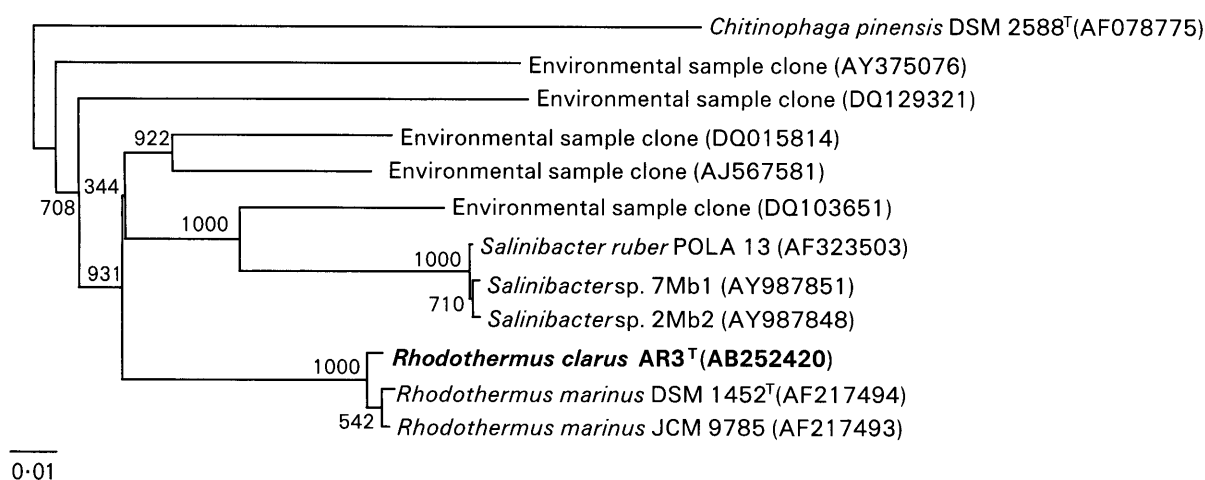 Chitinophaga pinensis DSM 2588T(AF078775)
Environmental sample clone (AY375076)
Environmental sample clone (DQ129321)
922
Environmental sample clone (DQ015814)
Environmental sample clone (AJ567581)
344
708
Environmental sample clone (DQ103651)
1000
Salinibacter ruber POLA 13 (AF323503)
1000
931
Salinibacter sp. 7Mb1 (AY987851)
710
Salinibacter sp. 2Mb2 (AY987848)
1000
Rhodothermus clarus AR3T(AB252420)
Rhodothermus marinus DSM 1452T(AF217494)
542
Rhodothermus marinus JCM 9785 (AF217493)
0·01